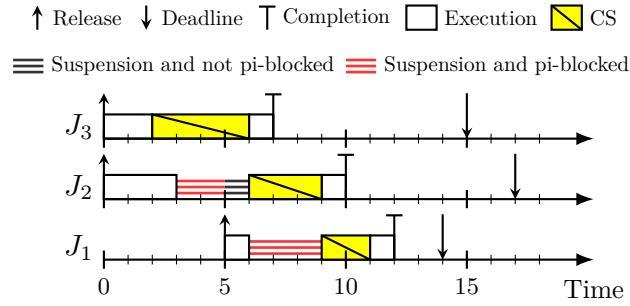 Release Deadline Completion Execution CS
Suspension and not pi-blocked Suspension and pi-blocked
J3
J2
J1
0 5 10 15 Time